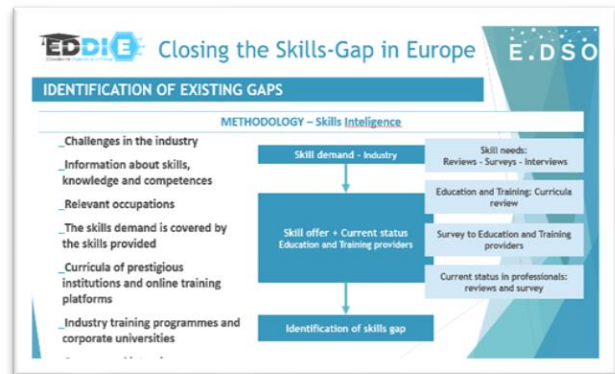 EDDIE
Closing the Skills-Gap in Europe
E.DSO
IDENTIFICATION OF EXISTING GAPS
METHODOLOGY – Skills Inteligence
_Challenges in the industry
_Information about skills,
knowledge and competences
_Relevant occupations
_The skills demand is covered by
the skills provided
_Curricula of prestigious
institutions and online training
platforms
_Industry training programmes and
corporate universities
Skill demand - Industry
Skill offer + Current status
Education and Training providers
Identification of skills gap
Skill needs:
Reviews - Surveys - Interviews
Education and Training: Curricula
review
Survey to Education and Training
providers
Current status in professionals:
reviews and survey